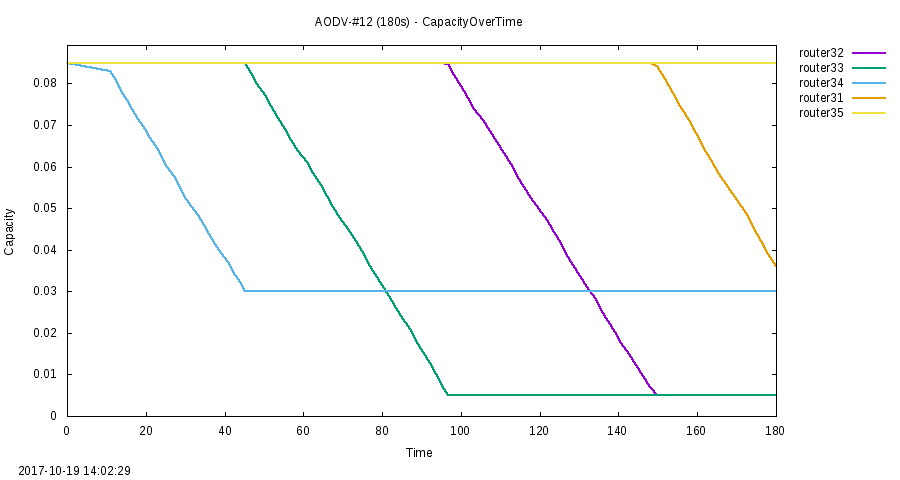 AODV-#12 (180s) - CapacityOverTime
router32
router33
router34
router31
router35
0.08
0.07
0.06
0.05
0.04
0.03
0.02
0.01
0
Capacity
0 20 40 60 80 100 120 140 160 180
Time
2017-10-19 14:02:29